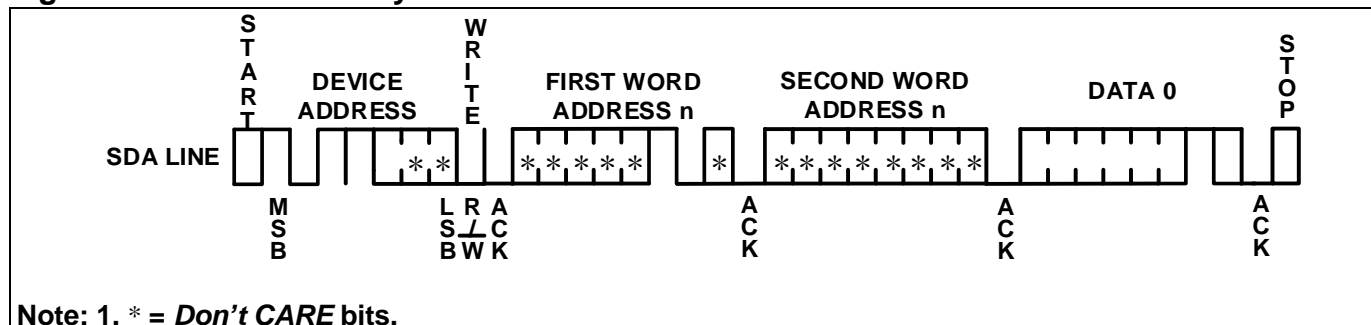 START
WRITE
STOP
DEVICE
ADDRESS
FIRST WORD
ADDRESS n
SECOND WORD
ADDRESS n
DATA 0
SDA LINE
* *
* * * * *
*
* * * * * * * *
MSB
LSB
R/W
ACK
ACK
ACK
ACK
Note: 1. * = Don't CARE bits.